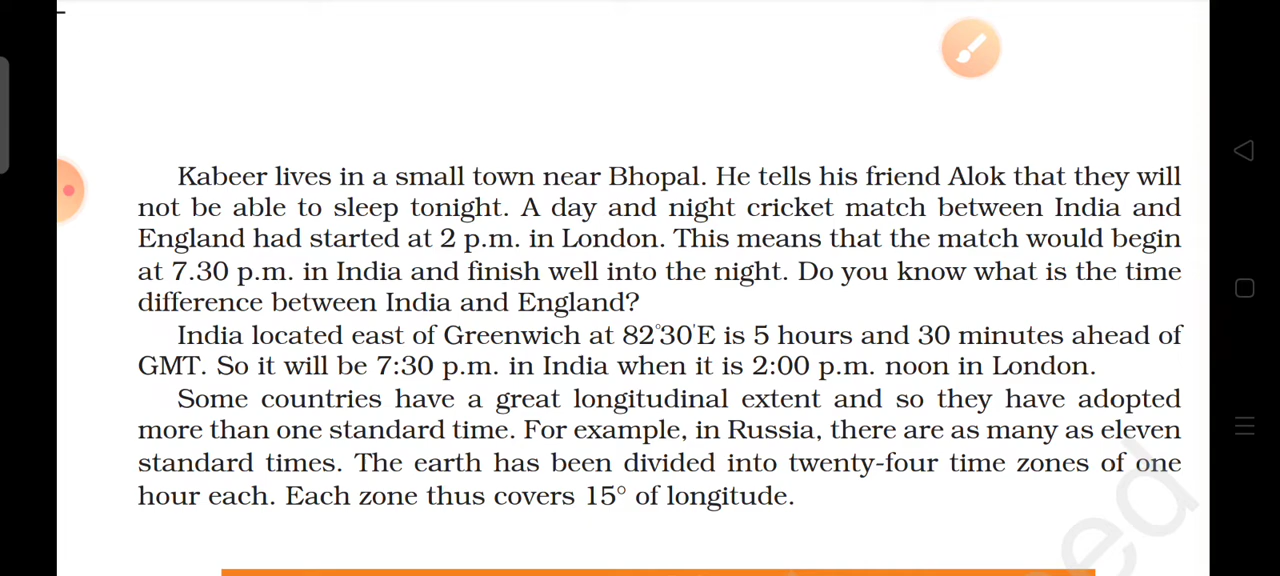 Kabeer lives in a small town near Bhopal. He tells his friend Alok that they will
not be able to sleep tonight. A day and night cricket match between India and
England had started at 2 p.m. in London. This means that the match would begin
at 7.30 p.m. in India and finish well into the night. Do you know what is the time
difference between India and England?
India located east of Greenwich at 82°30'E is 5 hours and 30 minutes ahead of
GMT. So it will be 7:30 p.m. in India when it is 2:00 p.m. noon in London.
Some countries have a great longitudinal extent and so they have adopted
more than one standard time. For example, in Russia, there are as many as eleven
standard times. The earth has been divided into twenty-four time zones of one
hour each. Each zone thus covers 15° of longitude.